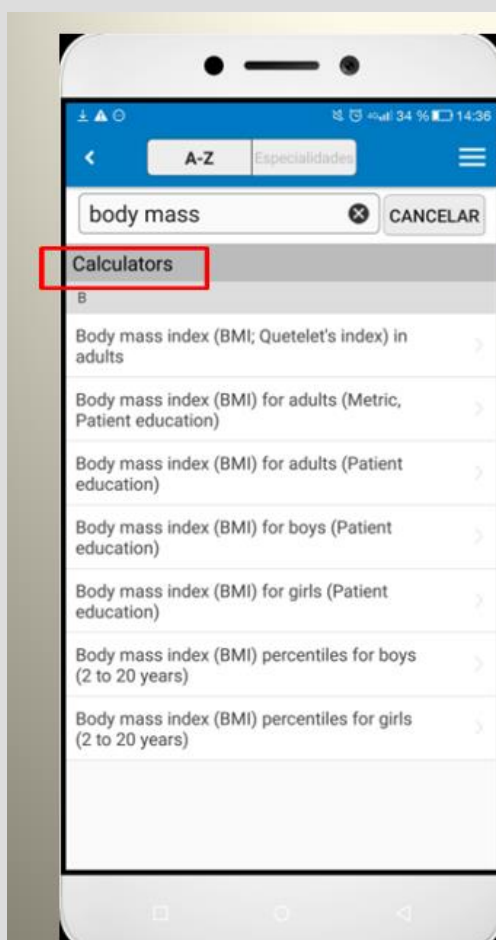 34 % 14:36
A-Z Especialidades
body mass CANCELAR
Calculators
B
Body mass index (BMI; Quetelet's index) in
adults
Body mass index (BMI) for adults (Metric,
Patient education)
Body mass index (BMI) for adults (Patient
education)
Body mass index (BMI) for boys (Patient
education)
Body mass index (BMI) for girls (Patient
education)
Body mass index (BMI) percentiles for boys
(2 to 20 years)
Body mass index (BMI) percentiles for girls
(2 to 20 years)